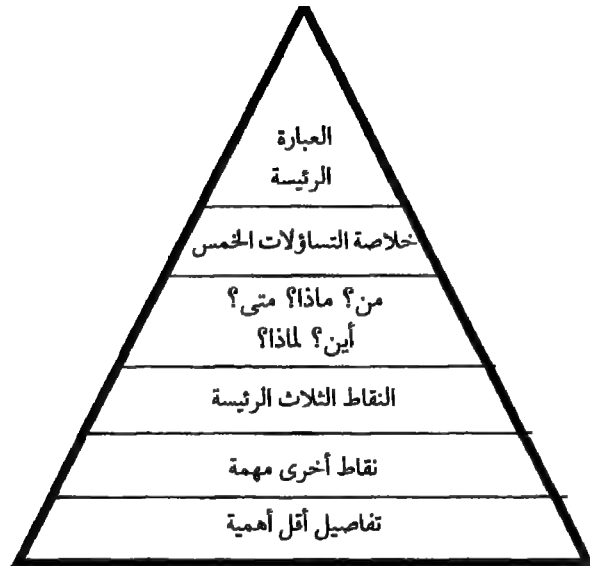 العبارة
الرئيسة
خلاصة التساؤلات الخمس
من؟ ماذا؟ متى؟
أين؟ لماذا؟
النقاط الثلاث الرئيسة
نقاط أخرى مهمة
تفاصيل أقل أهمية